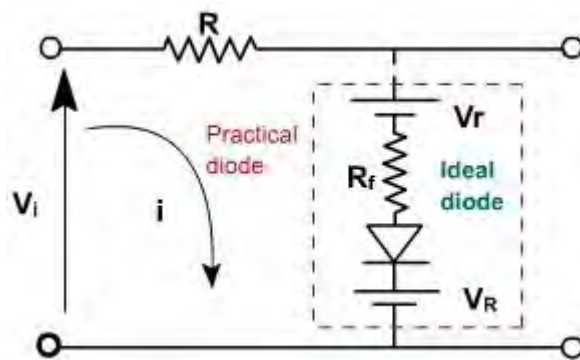 R
Practical
diode
Vr
Rf
Ideal
diode
Vi
i
VR